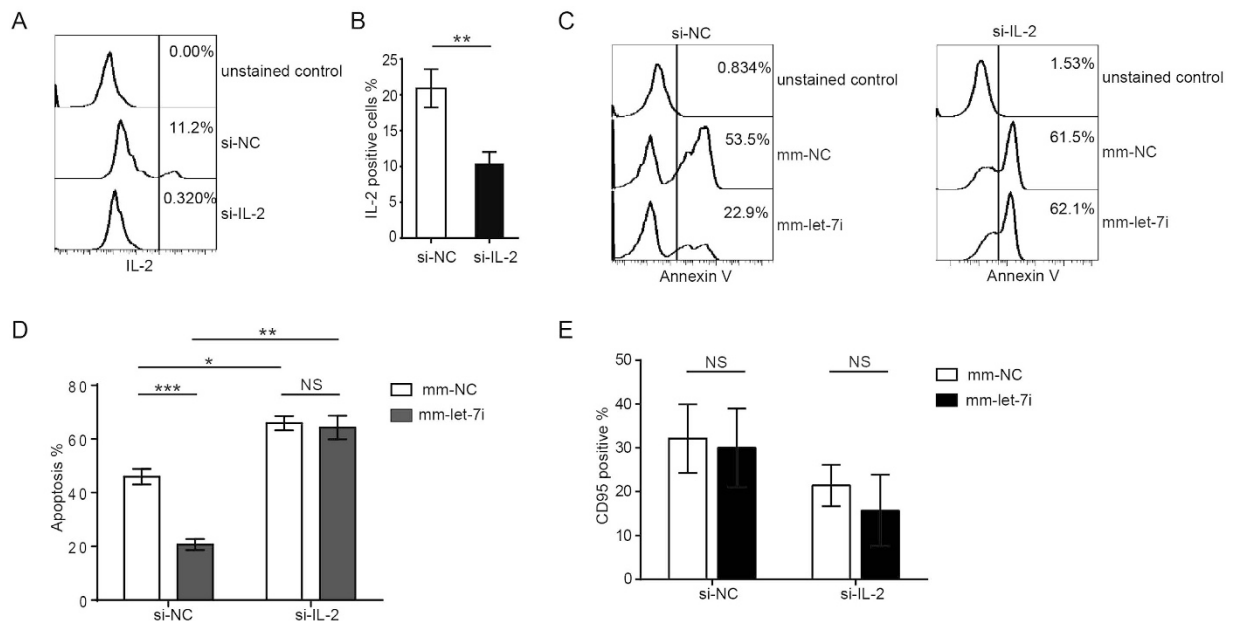 A
0.00%
unstained control
11.2%
si-NC
0.320%
si-IL-2
IL-2
B
**
25
20
15
10
5
0
IL-2 positive cells %
si-NC
si-IL-2
C
si-NC
0.834%
unstained control
53.5%
mm-NC
22.9%
mm-let-7i
Annexin V
si-IL-2
1.53%
unstained control
61.5%
mm-NC
62.1%
mm-let-7i
Annexin V
D
**
*
***
NS
80
60
40
20
0
Apoptosis %
si-NC
si-IL-2
mm-NC
mm-let-7i
E
NS
NS
50
40
30
20
10
0
CD95 positive %
si-NC
si-IL-2
mm-NC
mm-let-7i